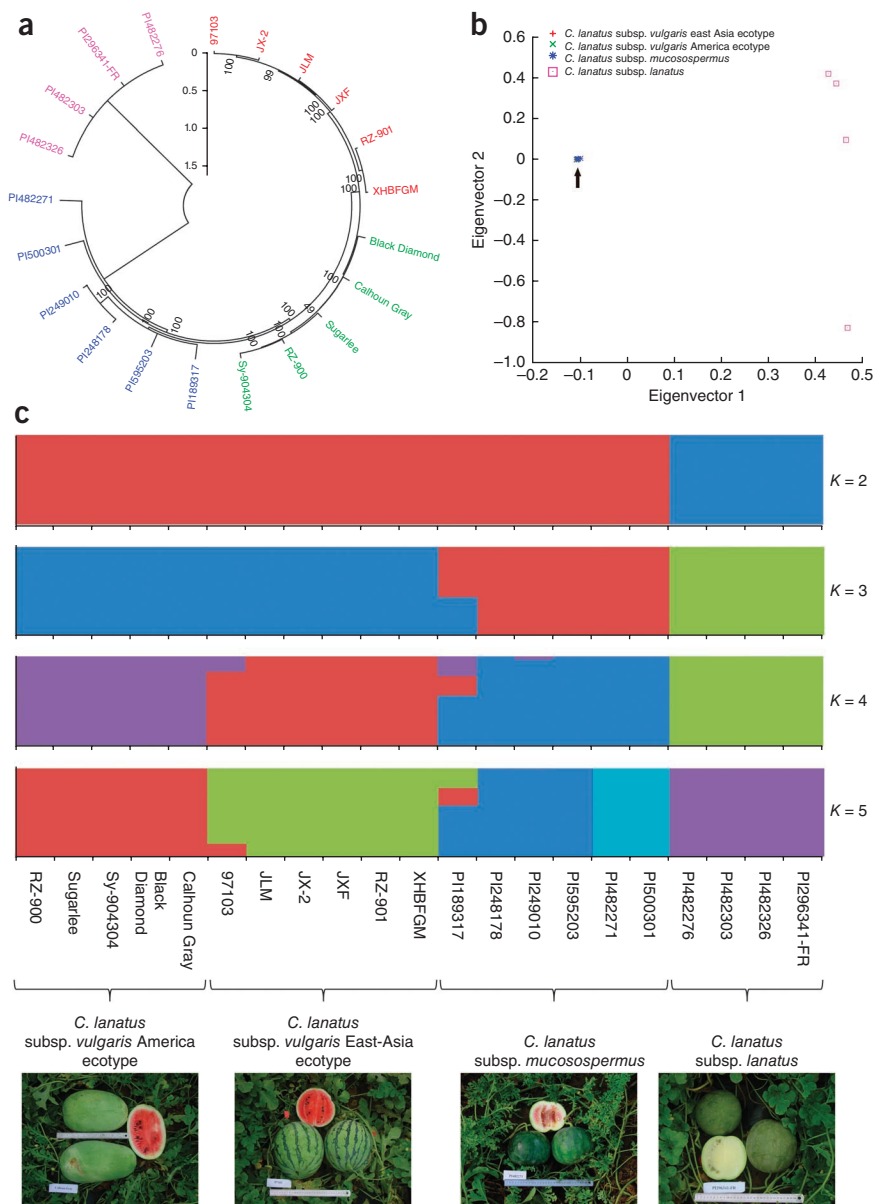 a
97103
JX-2
JLM
JXF
RZ-901
XHBFGM
Black Diamond
Calhoun Gray
Sugarlee
RZ-900
Sy-904304
PI189317
PI595203
PI248178
PI249010
PI500301
PI482271
PI482326
PI482303
PI296341-FR
PI482276
0
0.5
1.0
1.5
100
99
100
100
100
100
100
49
100
100
100
100
100
100
b
C. lanatus subsp. vulgaris east Asia ecotype
C. lanatus subsp. vulgaris America ecotype
C. lanatus subsp. mucosospermus
C. lanatus subsp. lanatus
Eigenvector 2
0.6
0.4
0.2
0
–0.2
–0.4
–0.6
–0.8
–1.0
–0.2
–0.1
0
0.1
0.2
0.3
0.4
0.5
Eigenvector 1
c
K = 2
K = 3
K = 4
K = 5
RZ-900
Sugarlee
Sy-904304
Black
Diamond
Calhoun Gray
97103
JLM
JX-2
JXF
RZ-901
XHBFGM
PI189317
PI248178
PI249010
PI595203
PI482271
PI500301
PI482276
PI482303
PI482326
PI296341-FR
C. lanatus
subsp. vulgaris America
ecotype
C. lanatus
subsp. vulgaris East-Asia
ecotype
C. lanatus
subsp. mucosospermus
C. lanatus
subsp. lanatus